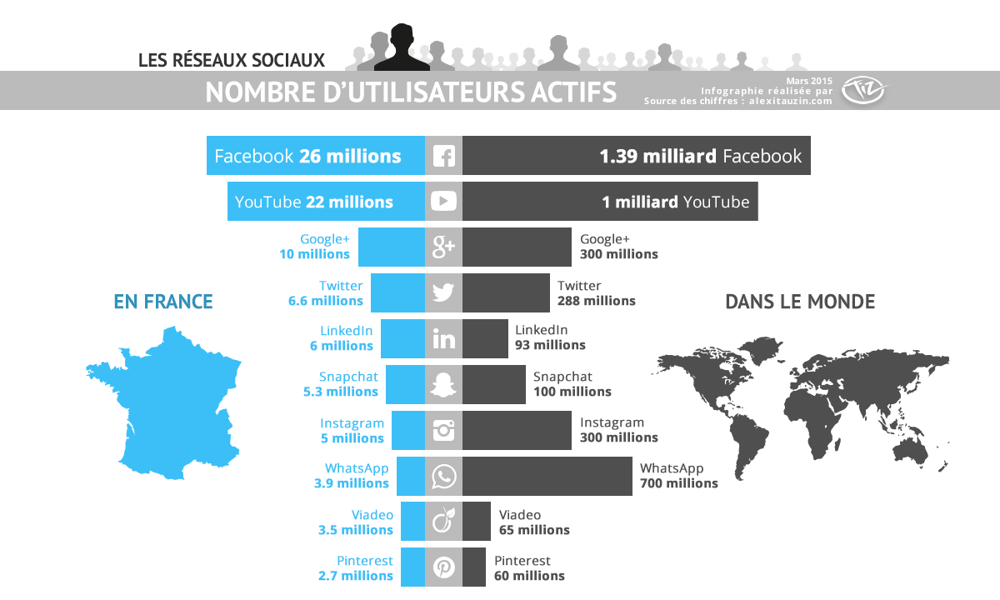 LES RÉSEAUX SOCIAUX
NOMBRE D'UTILISATEURS ACTIFS
Mars 2015
Infographie réalisée par
Source des chiffres : alexitauzin.com
TiZ
Facebook 26 millions
1.39 milliard Facebook
YouTube 22 millions
1 milliard YouTube
Google+
10 millions
g+
Google+
300 millions
Twitter
6.6 millions
Twitter
288 millions
EN FRANCE
DANS LE MONDE
LinkedIn
6 millions
in
LinkedIn
93 millions
Snapchat
5.3 millions
Snapchat
100 millions
Instagram
5 millions
Instagram
300 millions
WhatsApp
3.9 millions
WhatsApp
700 millions
Viadeo
3.5 millions
Viadeo
65 millions
Pinterest
2.7 millions
Pinterest
60 millions